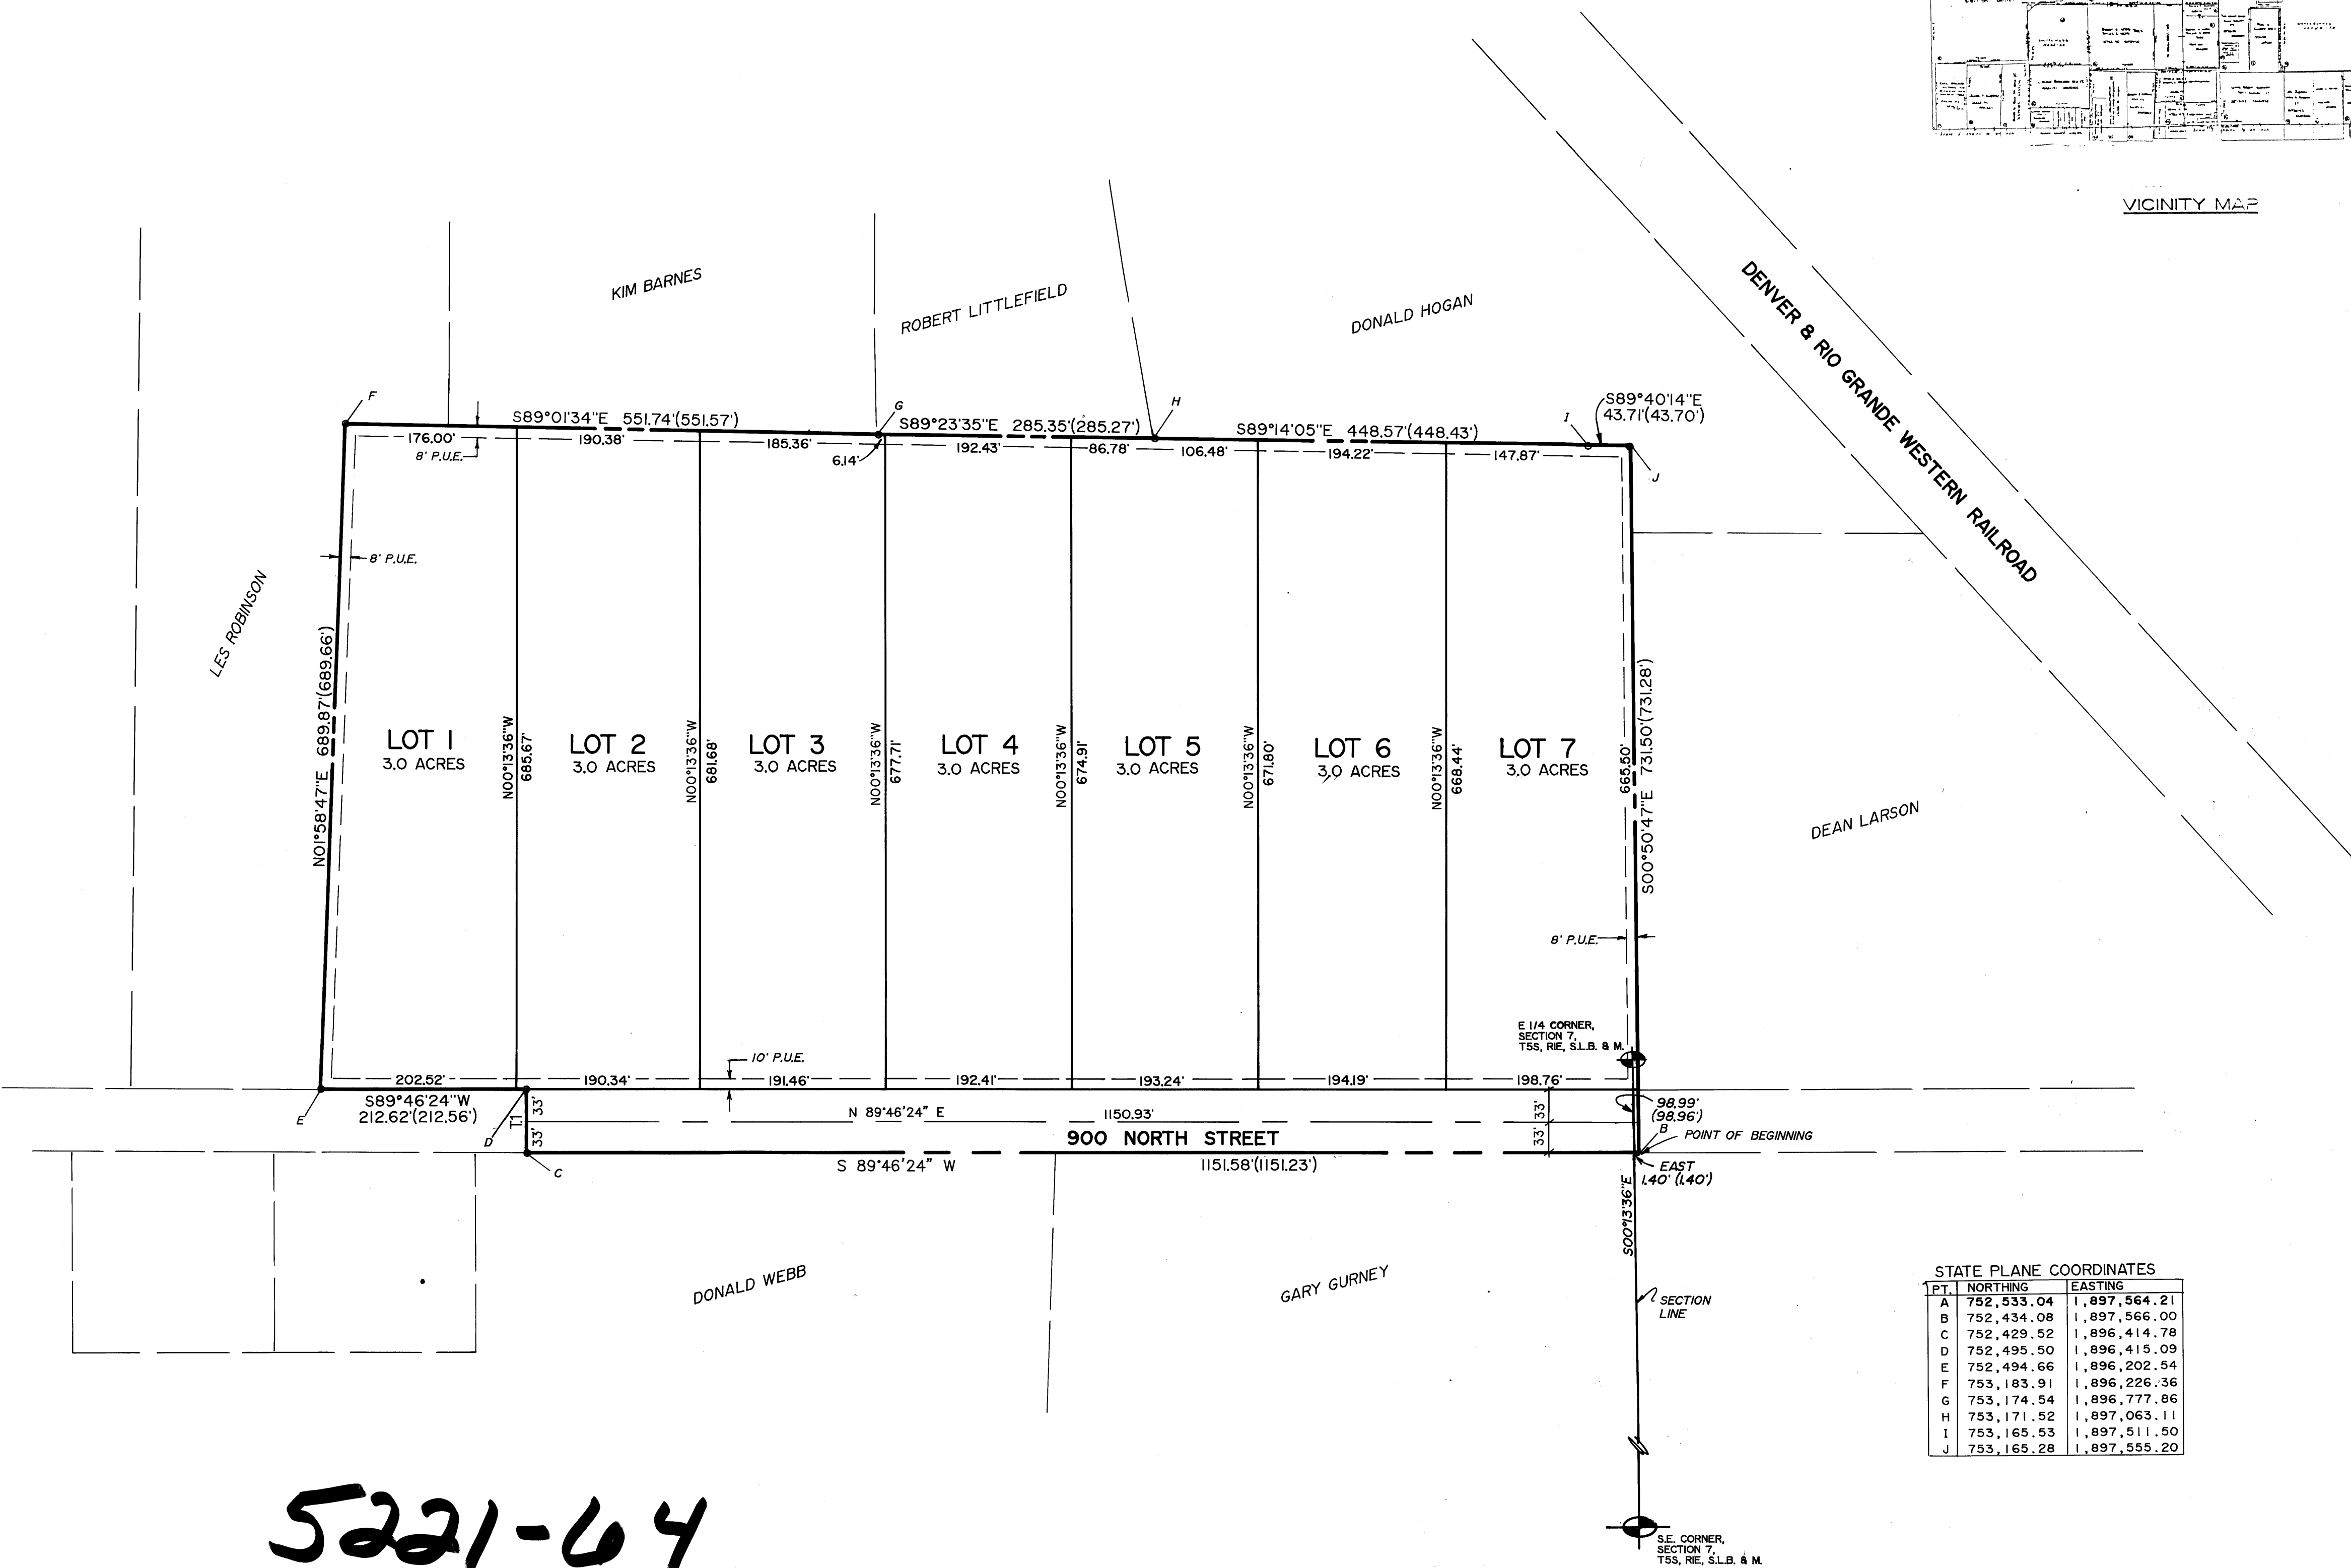 VICINITY MAP
KIM BARNES
ROBERT LITTLEFIELD
DONALD HOGAN
DENVER & RIO GRANDE WESTERN RAILROAD
F
S89°01'34"E 551.74'(551.57')
G
S89°23'35"E 285.35'(285.27')
H
S89°14'05"E 448.57'(448.43')
I
S89°40'14"E
43.71'(43.70')
J
176.00'
190.38'
185.36'
6.14'
192.43'
86.78'
106.48'
194.22'
147.87'
8' P.U.E.
8' P.U.E.
LES ROBINSON
N01°58'47"E 689.87'(689.66')
LOT 1
3.0 ACRES
N00°13'36"W
685.67'
LOT 2
3.0 ACRES
N00°13'36"W
681.68'
LOT 3
3.0 ACRES
N00°13'36"W
677.71'
LOT 4
3.0 ACRES
N00°13'36"W
674.91'
LOT 5
3.0 ACRES
N00°13'36"W
671.80'
LOT 6
3.0 ACRES
N00°13'36"W
668.44'
LOT 7
3.0 ACRES
665.50'
S00°50'47"E 731.50'(731.28')
DEAN LARSON
8' P.U.E.
E 1/4 CORNER,
SECTION 7,
T5S, R1E, S.L.B. & M.
10' P.U.E.
202.52'
190.34'
191.46'
192.41'
193.24'
194.19'
198.76'
E
S89°46'24"W
212.62'(212.56')
D
T.1
33'
33'
N 89°46'24" E
1150.93'
33'
33'
98.99'
(98.96')
B
POINT OF BEGINNING
900 NORTH STREET
C
S 89°46'24" W
1151.58'(1151.23')
EAST
1.40' (1.40')
S00°13'36"E
DONALD WEBB
GARY GURNEY
SECTION
LINE
STATE PLANE COORDINATES
PT. NORTHING EASTING
A 752,533.04 1,897,564.21
B 752,434.08 1,897,566.00
C 752,429.52 1,896,414.78
D 752,495.50 1,896,415.09
E 752,494.66 1,896,202.54
F 753,183.91 1,896,226.36
G 753,174.54 1,896,777.86
H 753,171.52 1,897,063.11
I 753,165.53 1,897,511.50
J 753,165.28 1,897,555.20
5221-64
S.E. CORNER,
SECTION 7,
T5S, R1E, S.L.B. & M.